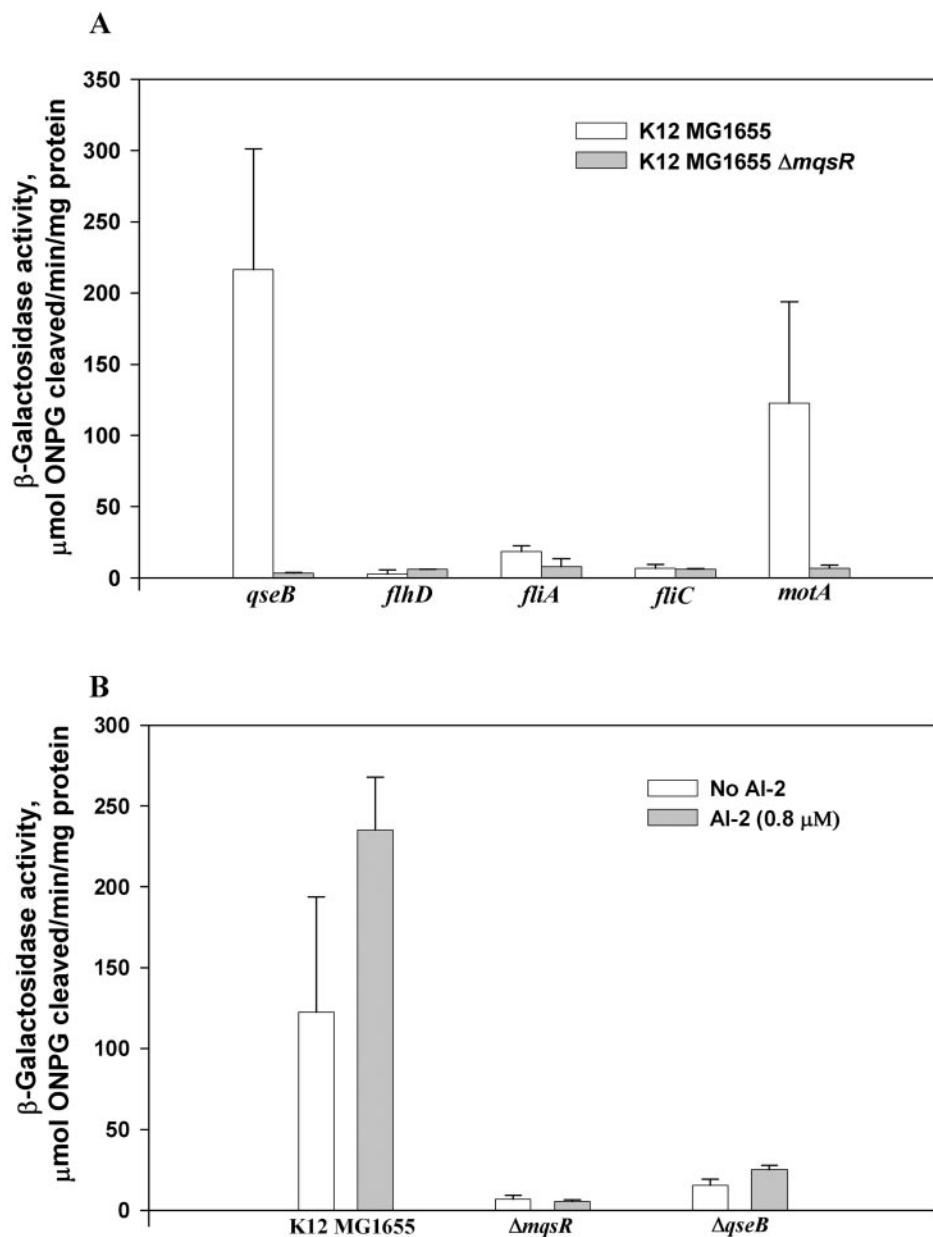 A
β-Galactosidase activity,
μmol ONPG cleaved/min/mg protein
350
300
250
200
150
100
50
0
K12 MG1655
K12 MG1655 ΔmqsR
qseB flhD fliA fliC motA
B
β-Galactosidase activity,
μmol ONPG cleaved/min/mg protein
300
250
200
150
100
50
0
No AI-2
AI-2 (0.8 μM)
K12 MG1655 ΔmqsR ΔqseB